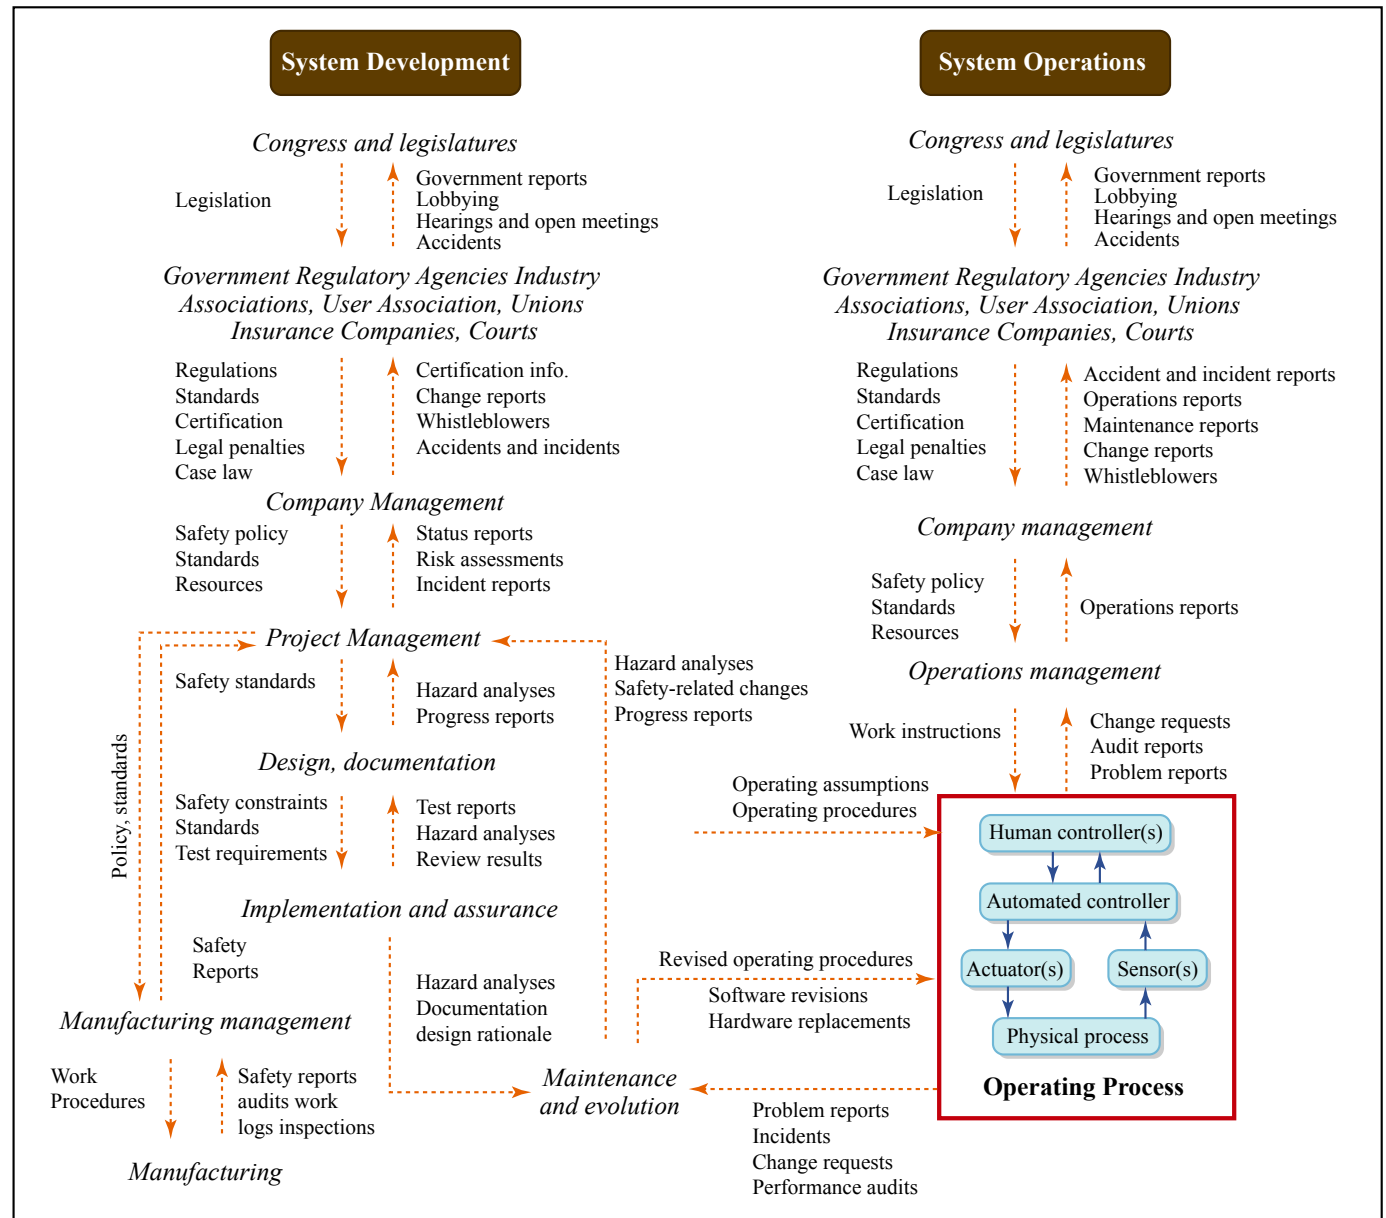 System Development
System Operations
Congress and legislatures
Legislation
Government reports
Lobbying
Hearings and open meetings
Accidents
Government Regulatory Agencies Industry
Associations, User Association, Unions
Insurance Companies, Courts
Regulations
Standards
Certification
Legal penalties
Case law
Certification info.
Change reports
Whistleblowers
Accidents and incidents
Company Management
Safety policy
Standards
Resources
Status reports
Risk assessments
Incident reports
Project Management
Safety standards
Hazard analyses
Progress reports
Policy, standards
Design, documentation
Safety constraints
Standards
Test requirements
Test reports
Hazard analyses
Review results
Implementation and assurance
Safety
Reports
Manufacturing management
Work
Procedures
Safety reports
audits work
logs inspections
Manufacturing
Hazard analyses
Documentation
design rationale
Hazard analyses
Safety-related changes
Progress reports
Maintenance
and evolution
Congress and legislatures
Legislation
Government reports
Lobbying
Hearings and open meetings
Accidents
Government Regulatory Agencies Industry
Associations, User Association, Unions
Insurance Companies, Courts
Regulations
Standards
Certification
Legal penalties
Case law
Accident and incident reports
Operations reports
Maintenance reports
Change reports
Whistleblowers
Company management
Safety policy
Standards
Resources
Operations reports
Operations management
Work instructions
Change requests
Audit reports
Problem reports
Operating assumptions
Operating procedures
Human controller(s)
Automated controller
Actuator(s)
Sensor(s)
Physical process
Operating Process
Revised operating procedures
Software revisions
Hardware replacements
Problem reports
Incidents
Change requests
Performance audits